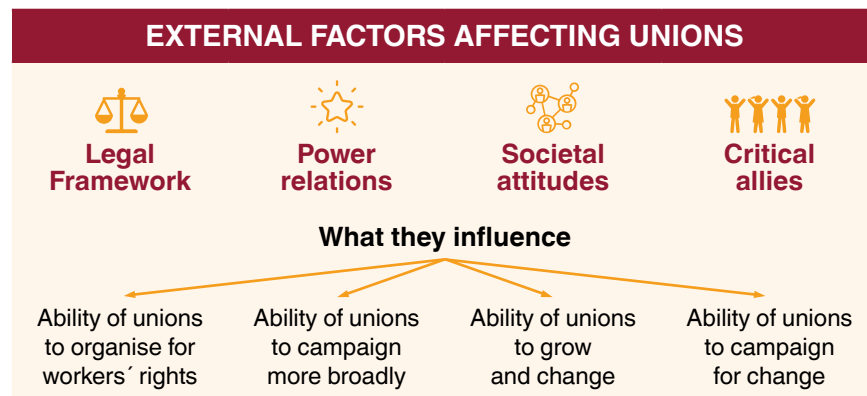 EXTERNAL FACTORS AFFECTING UNIONS
Legal
Framework
Power
relations
Societal
attitudes
Critical
allies
What they influence
Ability of unions
to organise for
workers´ rights
Ability of unions
to campaign
more broadly
Ability of unions
to grow
and change
Ability of unions
to campaign
for change